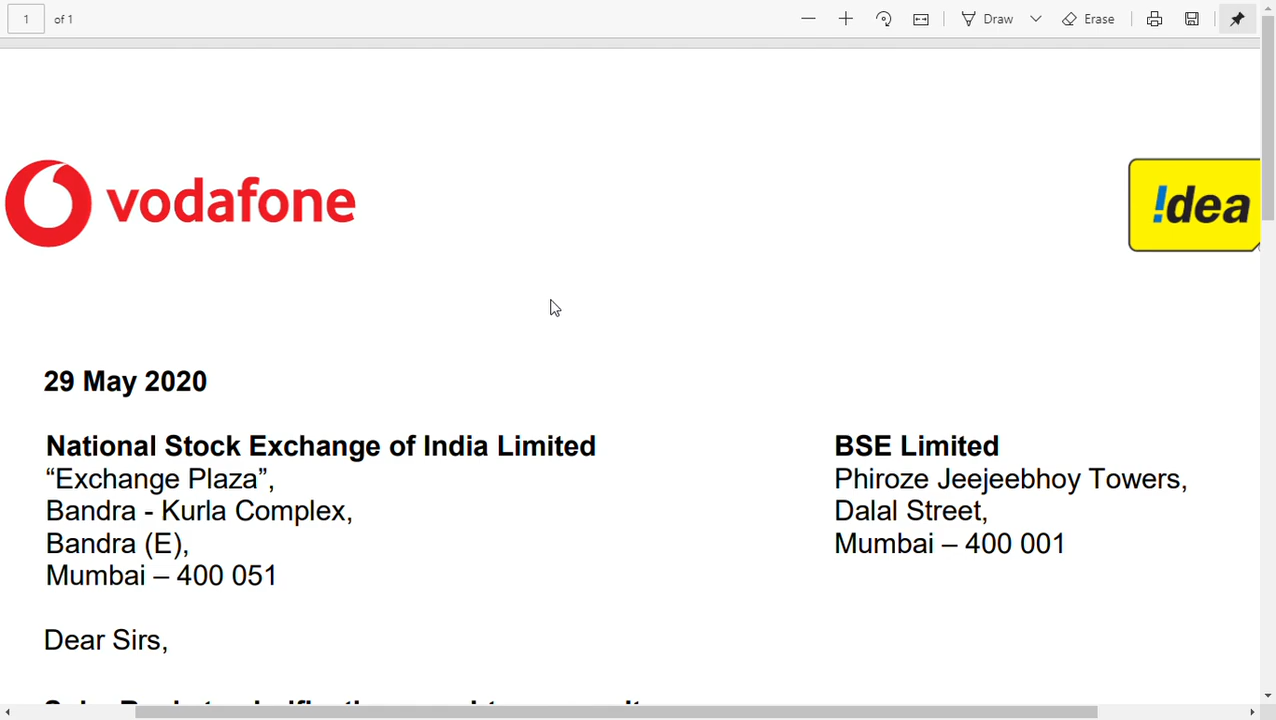 1 of 1
Draw
Erase
vodafone
!dea
29 May 2020
National Stock Exchange of India Limited
“Exchange Plaza”,
Bandra - Kurla Complex,
Bandra (E),
Mumbai – 400 051
BSE Limited
Phiroze Jeejeebhoy Towers,
Dalal Street,
Mumbai – 400 001
Dear Sirs,